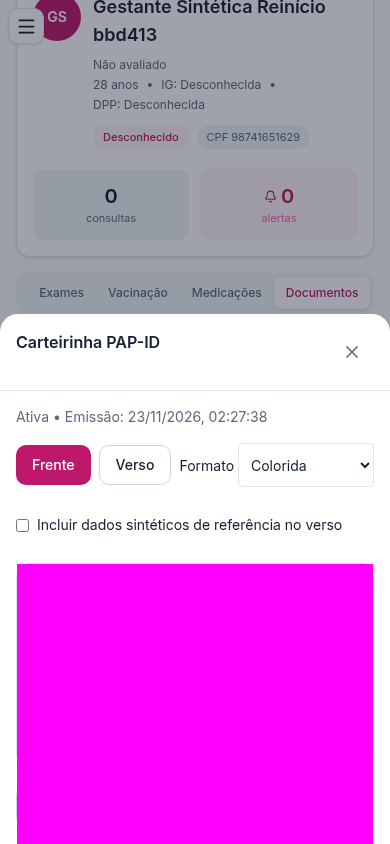 GS
Gestante Sintética Reinício
bbd413
Não avaliado
28 anos • IG: Desconhecida •
DPP: Desconhecida
Desconhecido
CPF 98741651629
0
consultas
0
alertas
Exames
Vacinação
Medicações
Documentos
Carteirinha PAP-ID
Ativa • Emissão: 23/11/2026, 02:27:38
Frente
Verso
Formato
Colorida
Incluir dados sintéticos de referência no verso